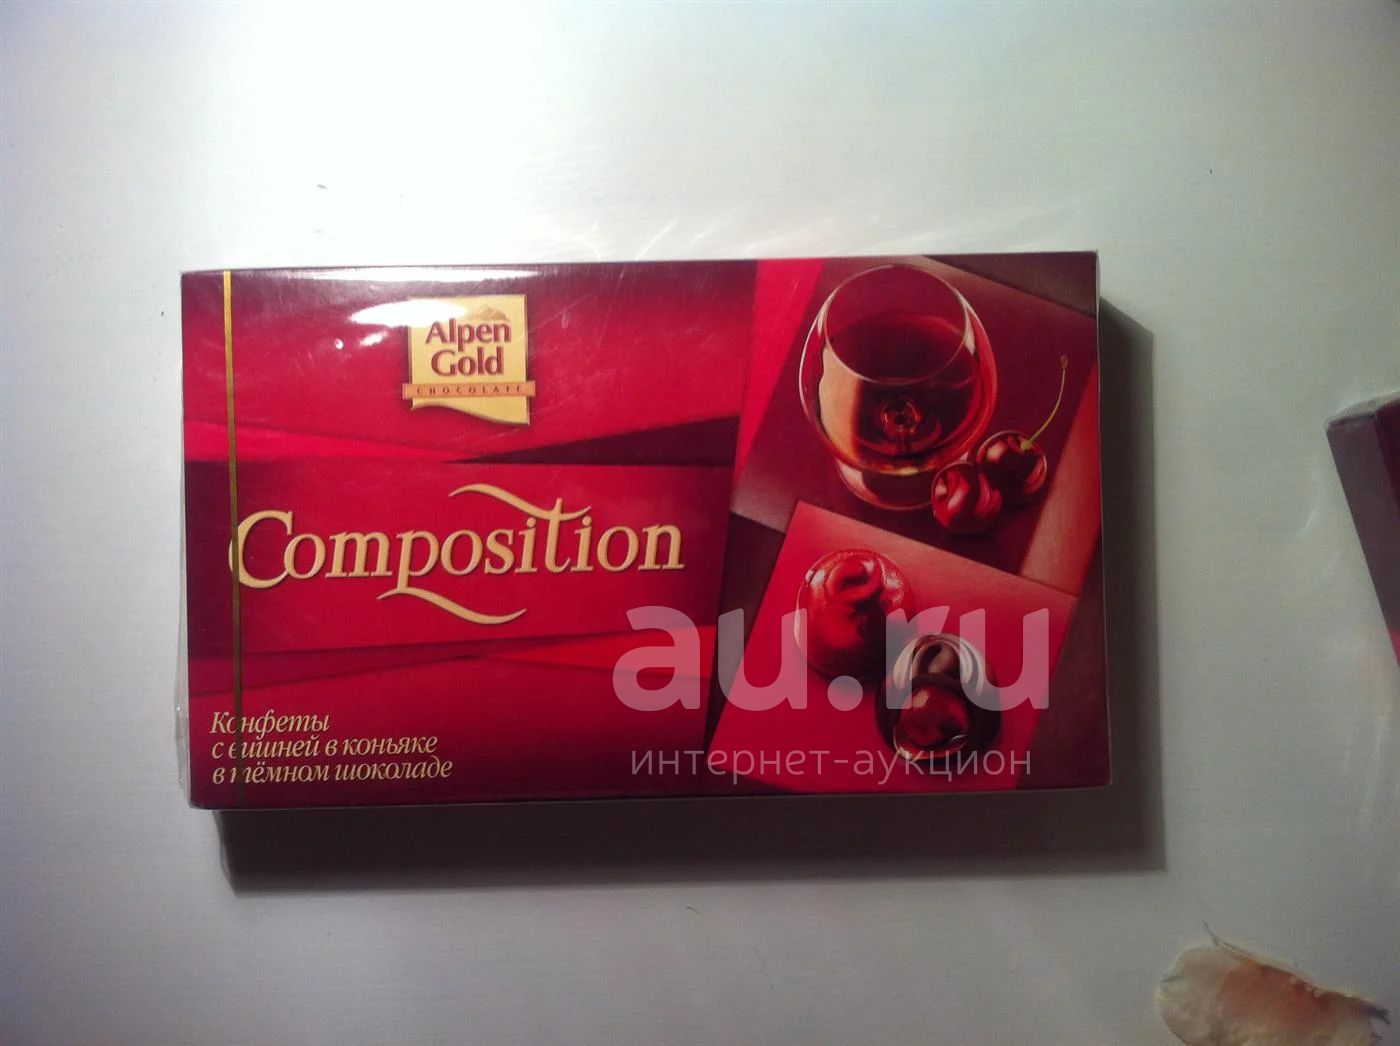 Alpen
Gold
CHOCOLATE
Composition
Конфеты
с вишней в коньяке
в тёмном шоколаде
au.ru
интернет-аукцион